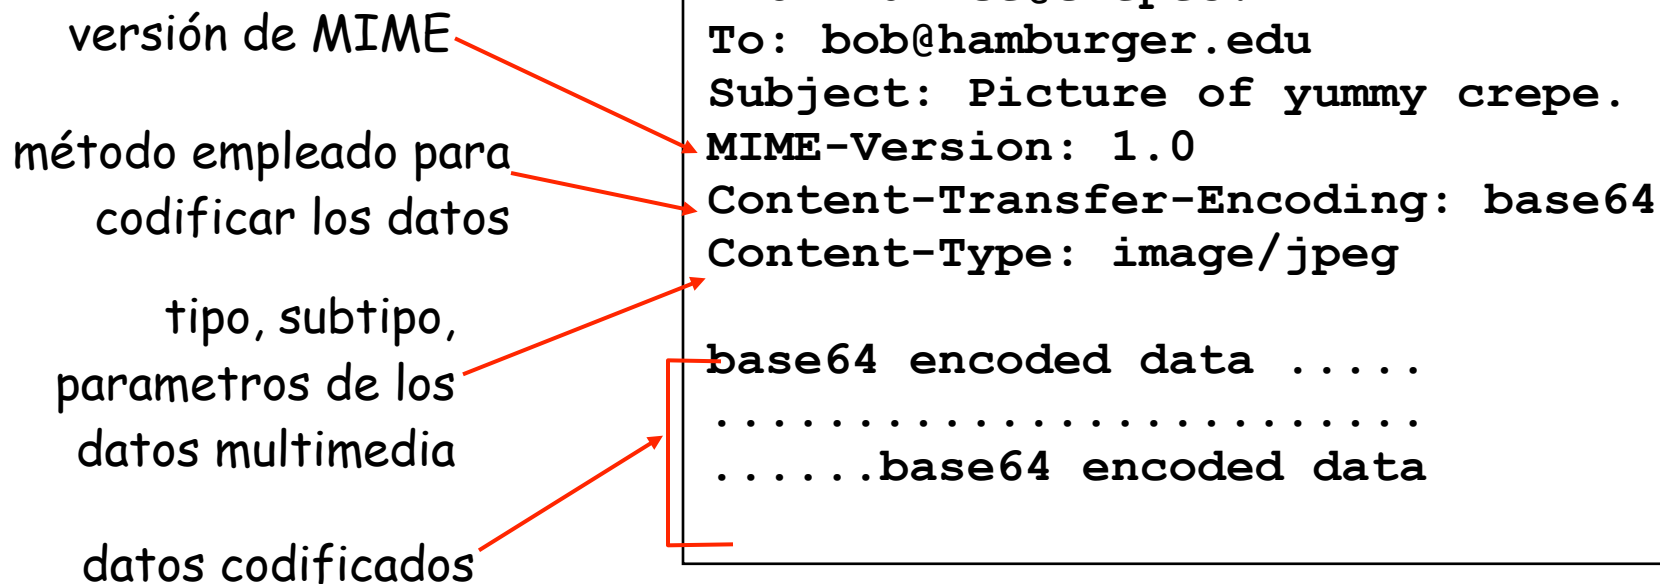 versión de MIME
método empleado para
codificar los datos
tipo, subtipo,
parametros de los
datos multimedia
datos codificados
To: bob@hamburger.edu
Subject: Picture of yummy crepe.
MIME-Version: 1.0
Content-Transfer-Encoding: base64
Content-Type: image/jpeg
base64 encoded data .....
.........................
......base64 encoded data